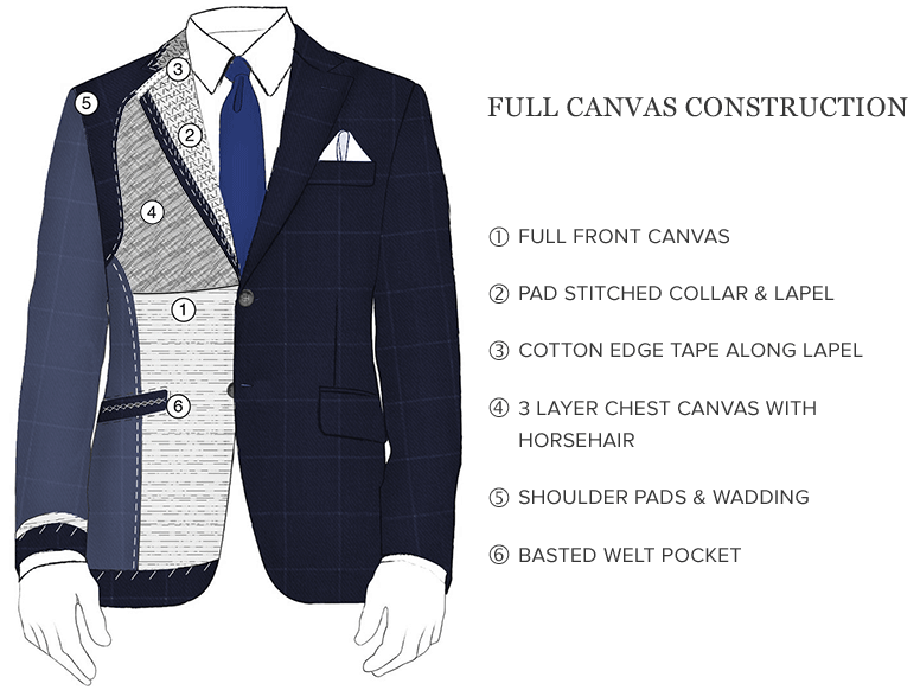 FULL CANVAS CONSTRUCTION
① FULL FRONT CANVAS
② PAD STITCHED COLLAR & LAPEL
③ COTTON EDGE TAPE ALONG LAPEL
④ 3 LAYER CHEST CANVAS WITH
HORSEHAIR
⑤ SHOULDER PADS & WADDING
⑥ BASTED WELT POCKET
3
5
2
4
1
6